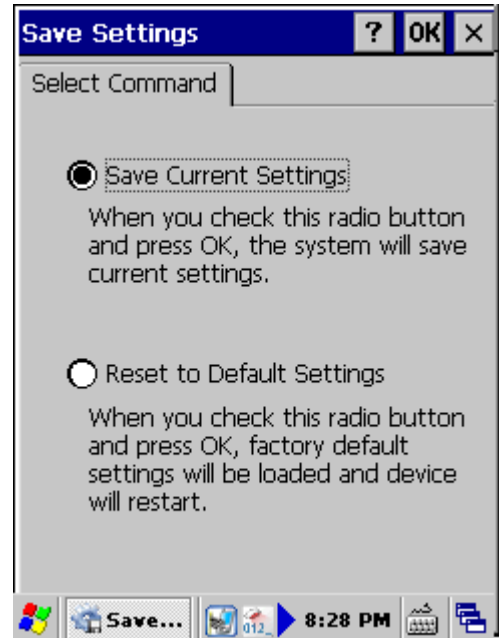 Save Settings ? OK ×
Select Command
Save Current Settings
When you check this radio button
and press OK, the system will save
current settings.
Reset to Default Settings
When you check this radio button
and press OK, factory default
settings will be loaded and device
will restart.
Save... 012_ 8:28 PM